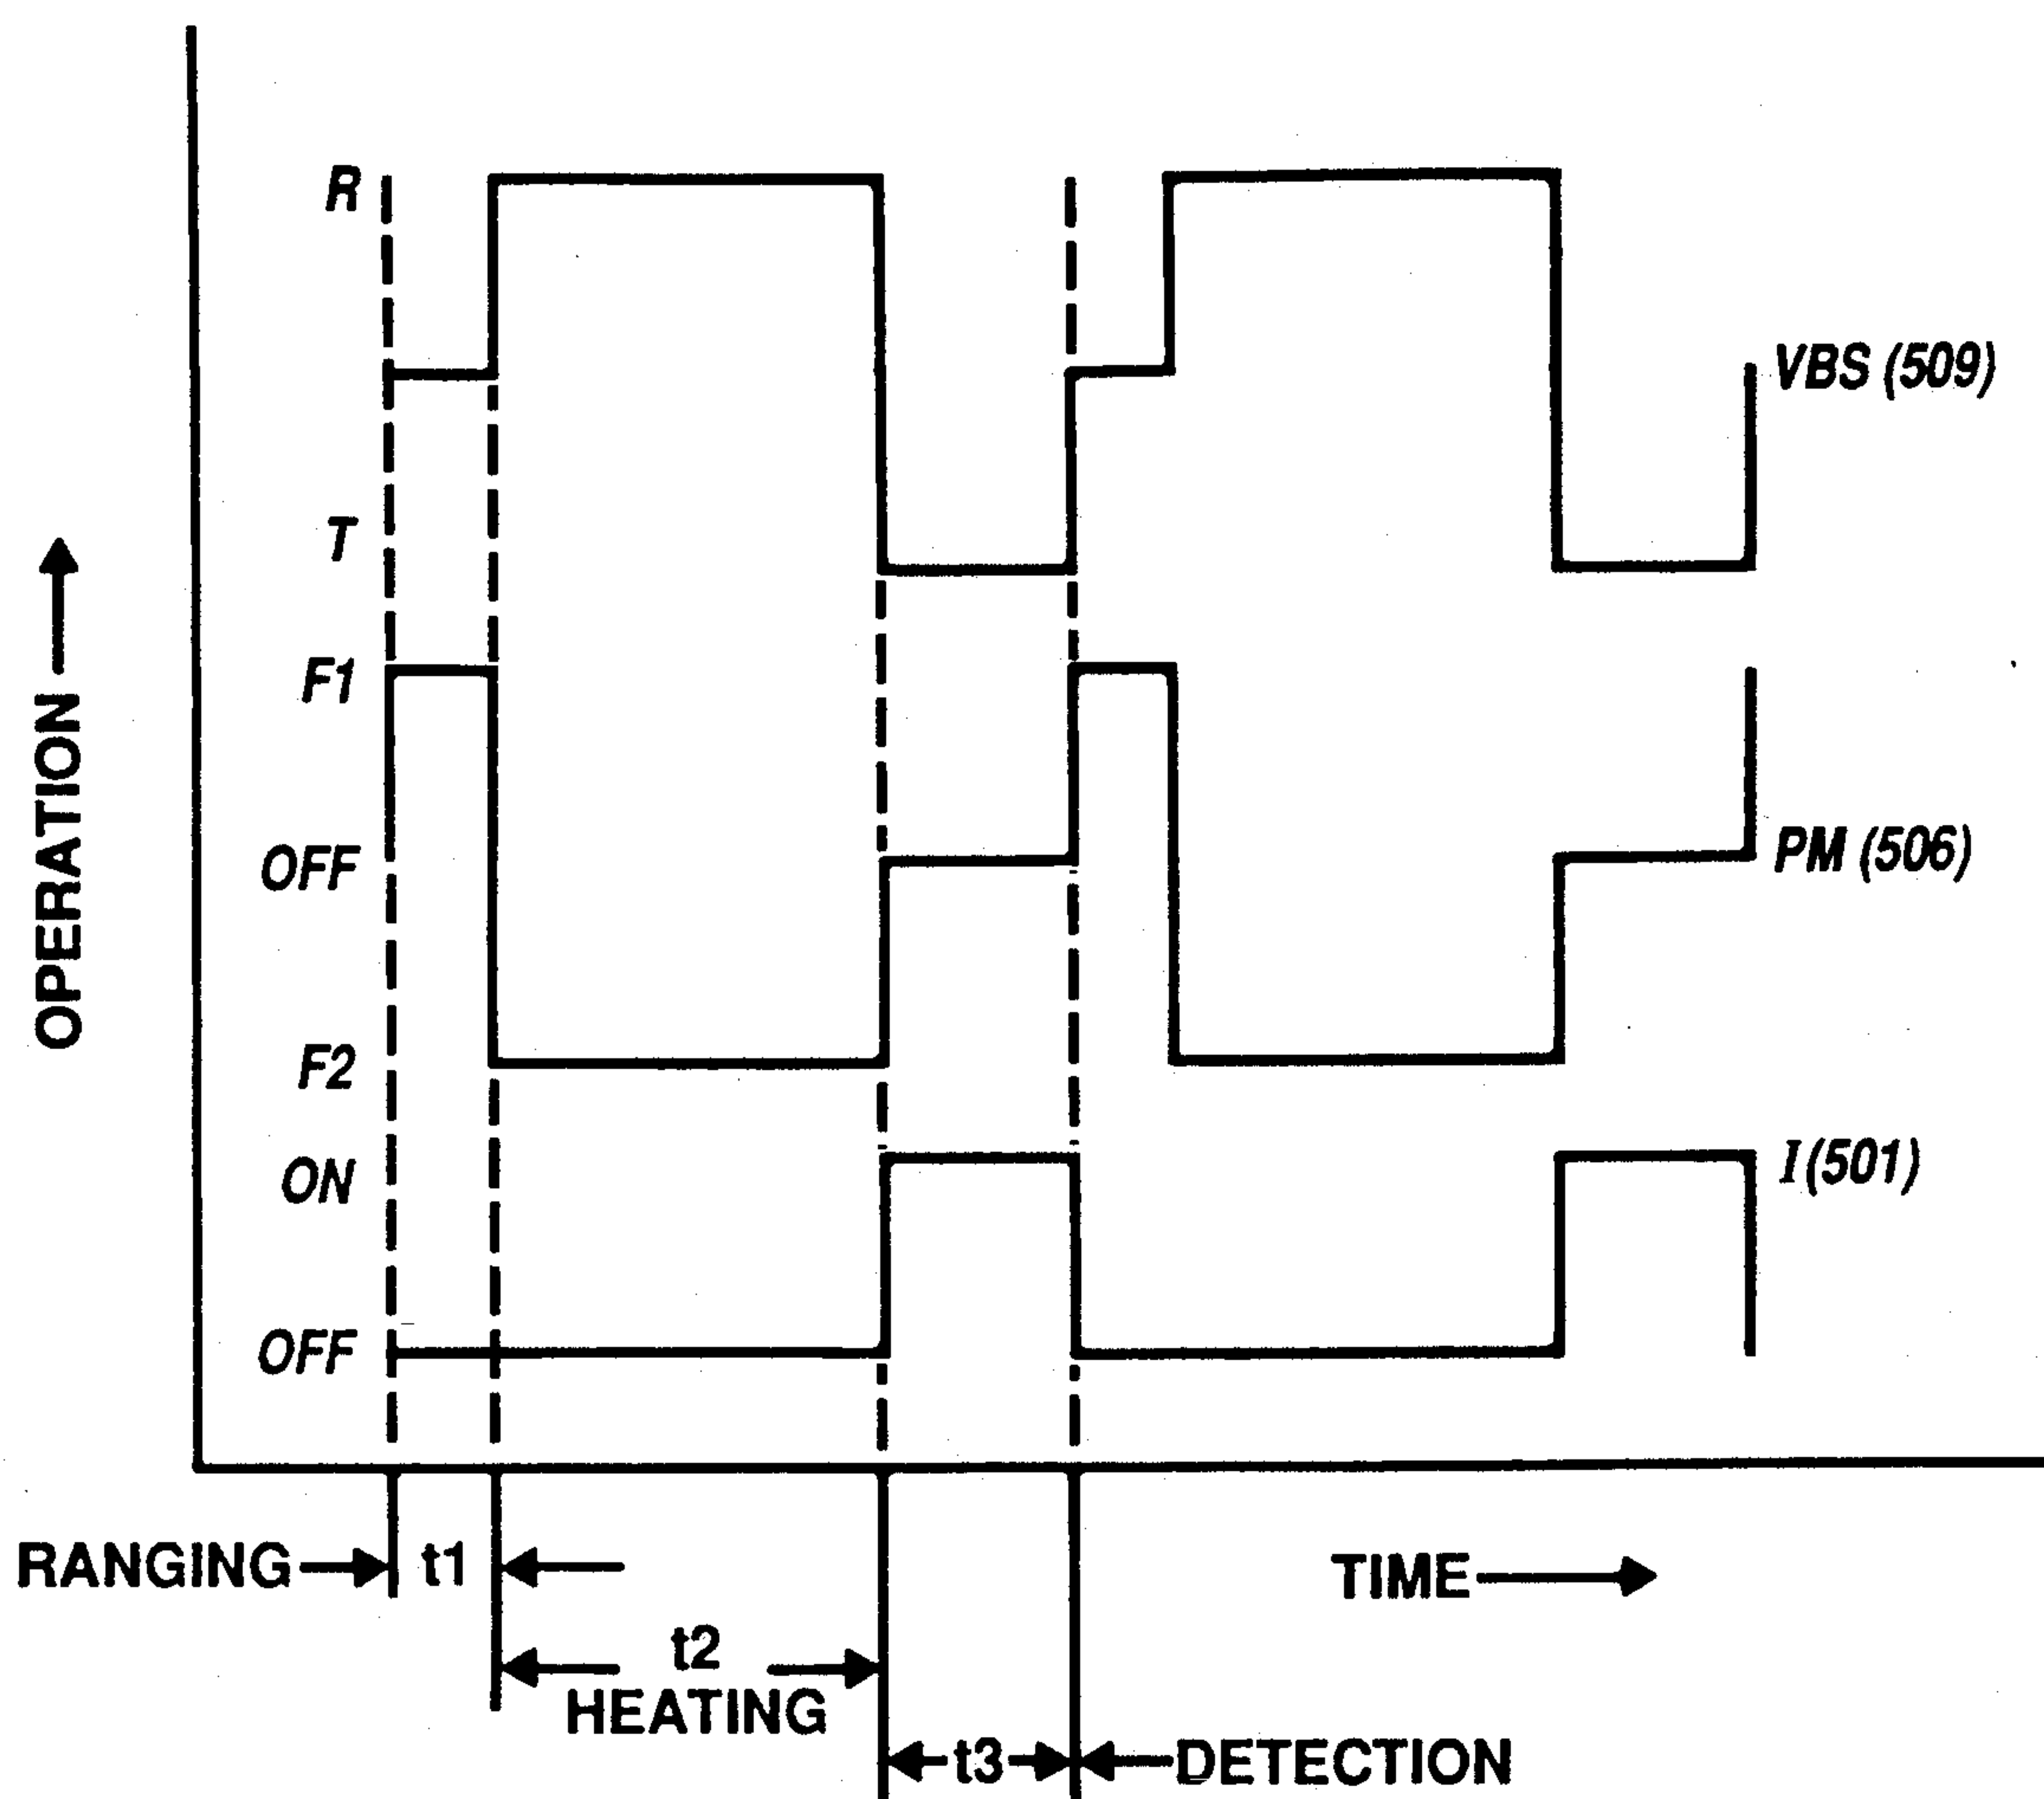 R
VBS (509)
T
F1
OPERATION
OFF
PM (506)
F2
ON
I (501)
OFF
RANGING
t1
TIME
t2
HEATING
t3
DETECTION